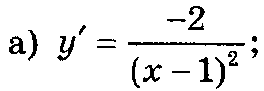 а) y' = -2 / (x - 1)²;